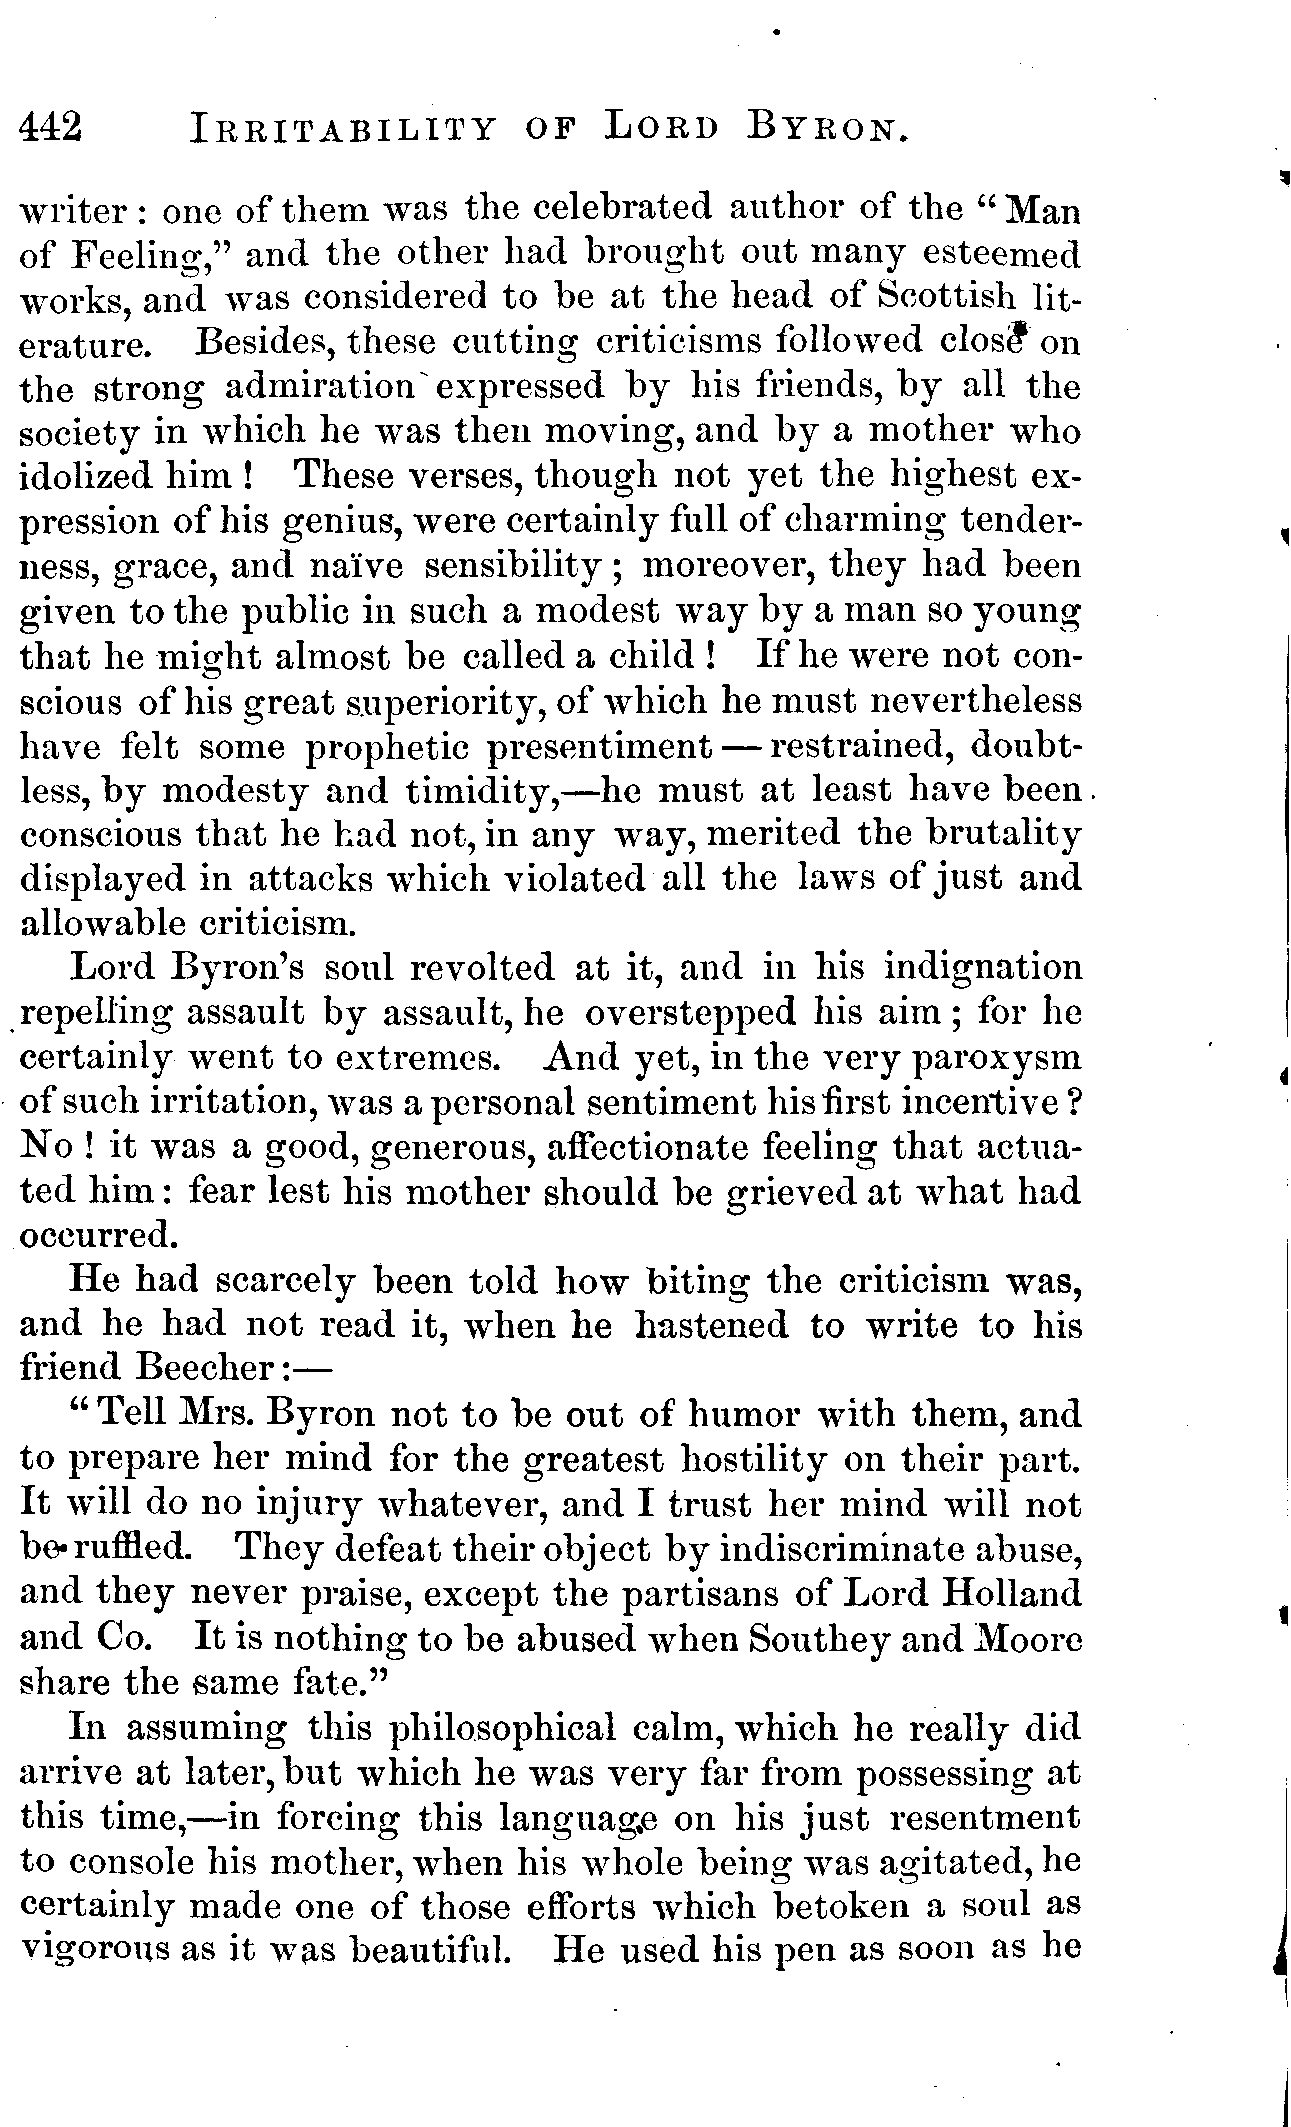 442 IRRITABILITY OF LORD BYRON.
writer : one of them was the celebrated author of the “ Man
of Feeling,” and the other had brought out many esteemed
works, and was considered to be at the head of Scottish lit-
erature. Besides, these cutting criticisms followed close on
the strong admiration expressed by his friends, by all the
society in which he was then moving, and by a mother who
idolized him ! These verses, though not yet the highest ex-
pression of his genius, were certainly full of charming tender-
ness, grace, and naïve sensibility ; moreover, they had been
given to the public in such a modest way by a man so young
that he might almost be called a child ! If he were not con-
scious of his great superiority, of which he must nevertheless
have felt some prophetic presentiment — restrained, doubt-
less, by modesty and timidity,—he must at least have been
conscious that he had not, in any way, merited the brutality
displayed in attacks which violated all the laws of just and
allowable criticism.
Lord Byron’s soul revolted at it, and in his indignation
repelling assault by assault, he overstepped his aim ; for he
certainly went to extremes. And yet, in the very paroxysm
of such irritation, was a personal sentiment his first incentive ?
No ! it was a good, generous, affectionate feeling that actua-
ted him : fear lest his mother should be grieved at what had
occurred.
He had scarcely been told how biting the criticism was,
and he had not read it, when he hastened to write to his
friend Beecher :—
“ Tell Mrs. Byron not to be out of humor with them, and
to prepare her mind for the greatest hostility on their part.
It will do no injury whatever, and I trust her mind will not
be ruffled. They defeat their object by indiscriminate abuse,
and they never praise, except the partisans of Lord Holland
and Co. It is nothing to be abused when Southey and Moore
share the same fate.”
In assuming this philosophical calm, which he really did
arrive at later, but which he was very far from possessing at
this time,—in forcing this language on his just resentment
to console his mother, when his whole being was agitated, he
certainly made one of those efforts which betoken a soul as
vigorous as it was beautiful. He used his pen as soon as he